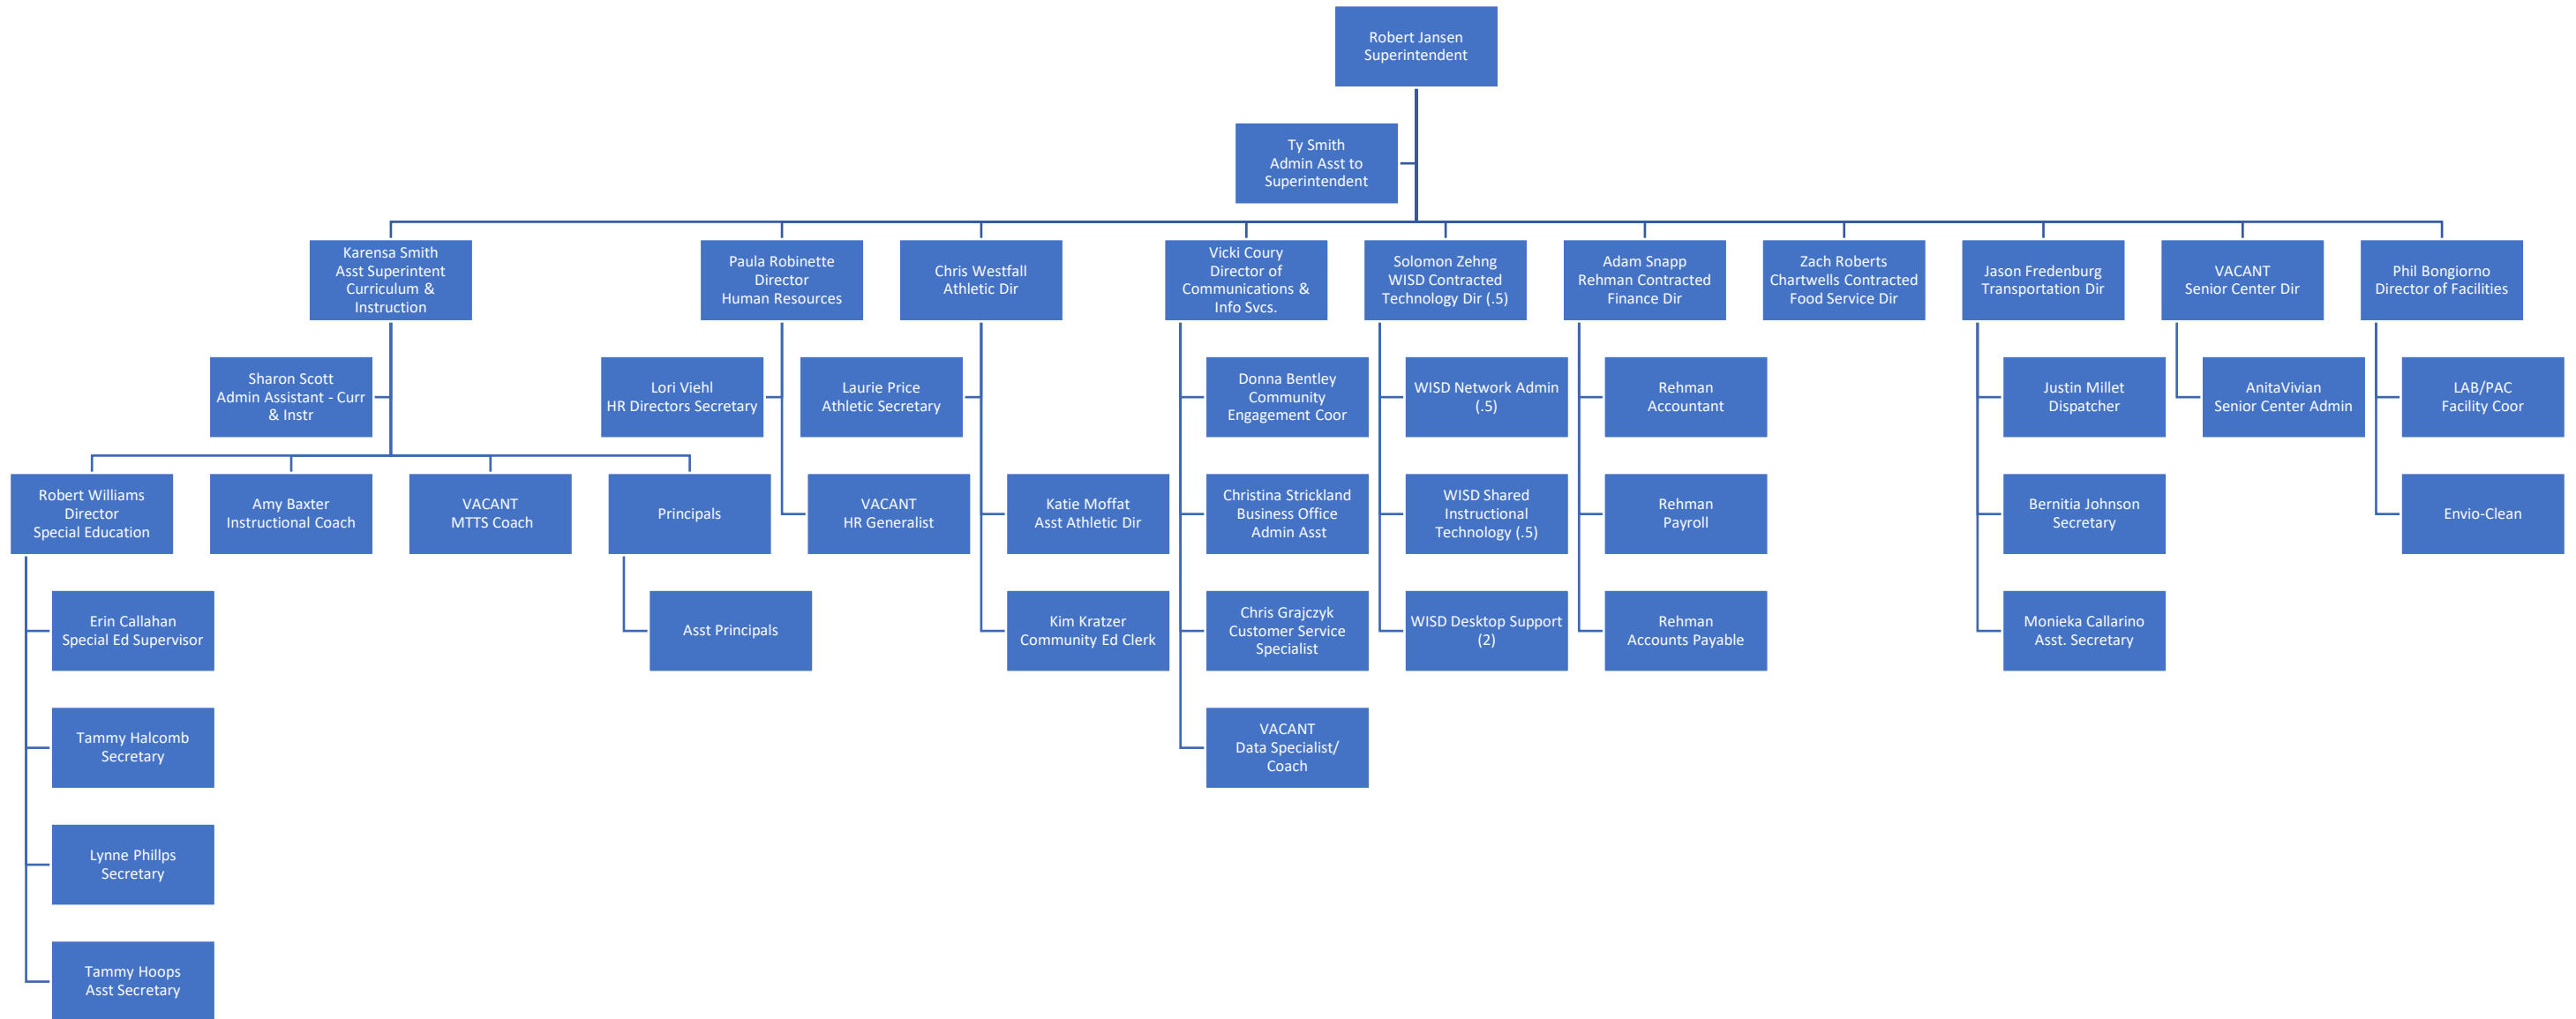 Robert Jansen
Superintendent
Ty Smith
Admin Asst to
Superintendent
Karensa Smith
Asst Superintent
Curriculum &
Instruction
Paula Robinette
Director
Human Resources
Chris Westfall
Athletic Dir
Vicki Coury
Director of
Communications &
Info Svcs.
Solomon Zehng
WISD Contracted
Technology Dir (.5)
Adam Snapp
Rehman Contracted
Finance Dir
Zach Roberts
Chartwells Contracted
Food Service Dir
Jason Fredenburg
Transportation Dir
VACANT
Senior Center Dir
Phil Bongiorno
Director of Facilities
Sharon Scott
Admin Assistant - Curr
& Instr
Lori Viehl
HR Directors Secretary
Laurie Price
Athletic Secretary
Donna Bentley
Community
Engagement Coor
WISD Network Admin
(.5)
Rehman
Accountant
Justin Millet
Dispatcher
AnitaVivian
Senior Center Admin
LAB/PAC
Facility Coor
Robert Williams
Director
Special Education
Amy Baxter
Instructional Coach
VACANT
MTTS Coach
Principals
VACANT
HR Generalist
Katie Moffat
Asst Athletic Dir
Christina Strickland
Business Office
Admin Asst
WISD Shared
Instructional
Technology (.5)
Rehman
Payroll
Bernitia Johnson
Secretary
Envio-Clean
Erin Callahan
Special Ed Supervisor
Asst Principals
Kim Kratzer
Community Ed Clerk
Chris Grajczyk
Customer Service
Specialist
WISD Desktop Support
(2)
Rehman
Accounts Payable
Monieka Callarino
Asst. Secretary
Tammy Halcomb
Secretary
VACANT
Data Specialist/
Coach
Lynne Phillps
Secretary
Tammy Hoops
Asst Secretary